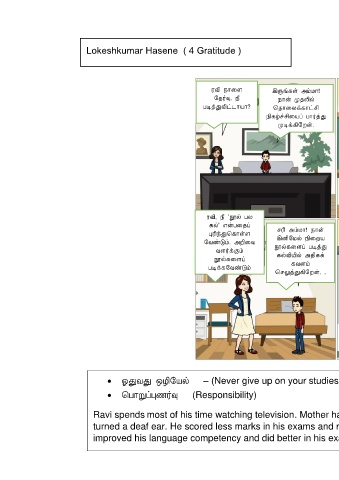 Lokeshkumar Hasene ( 4 Gratitude )
ரவி நாளை
தேர்வு, நீ
படித்துவிட்டாயா?
இருங்கள் அம்மா!
நான் முதலில்
தொலைக்காட்சி
நிகழ்ச்சியைப் பார்த்து
முடிக்கிறேன்.
ரவி, நீ 'நூல் பல
கல்' என்பதைப்
புரிந்துகொள்ள
வேண்டும். அறிவை
வளர்க்கும்
நூல்களைப்
படிக்கவேண்டும்
சரி அம்மா! நான்
இனிமேல் நிறைய
நூல்களைப் படித்து
கல்வியில் அதிகக்
கவனம்
செலுத்துகிறேன். .
• ஓதுவது ஒழியேல் – (Never give up on your studies
• பொறுப்புணர்வு (Responsibility)
Ravi spends most of his time watching television. Mother ha
turned a deaf ear. He scored less marks in his exams and r
improved his language competency and did better in his ex